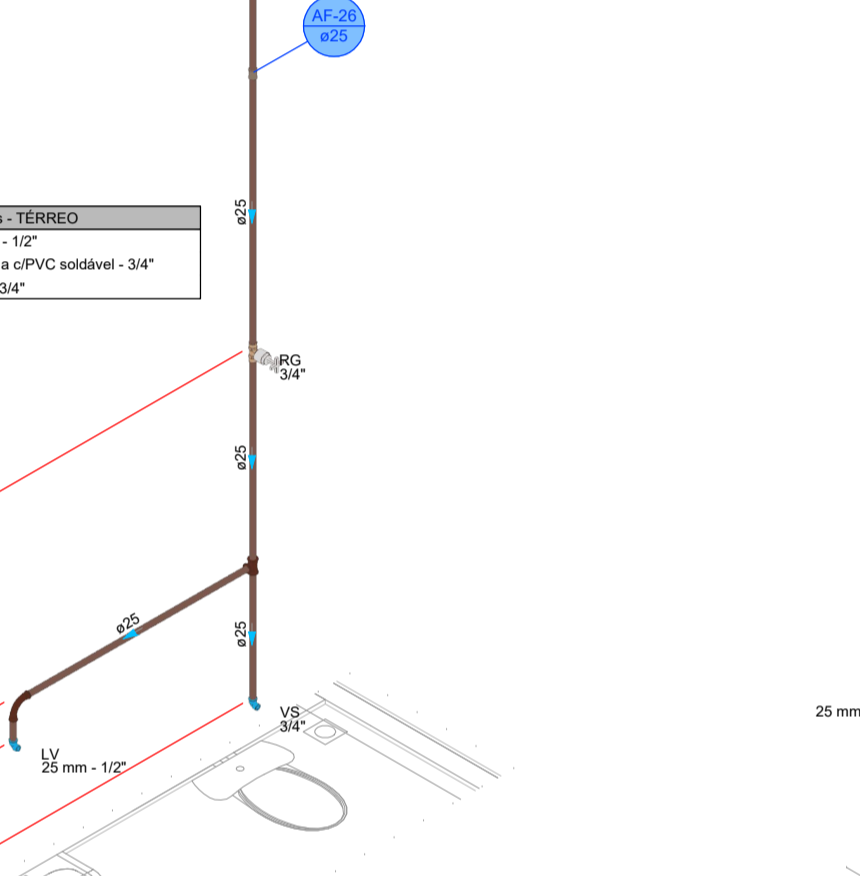 AF-26
ø25
ø25
s - TÉRREO
- 1/2"
a c/PVC soldável - 3/4"
3/4"
RG
3/4"
ø25
ø25
ø25
VS
3/4"
25 mm
LV
25 mm - 1/2"